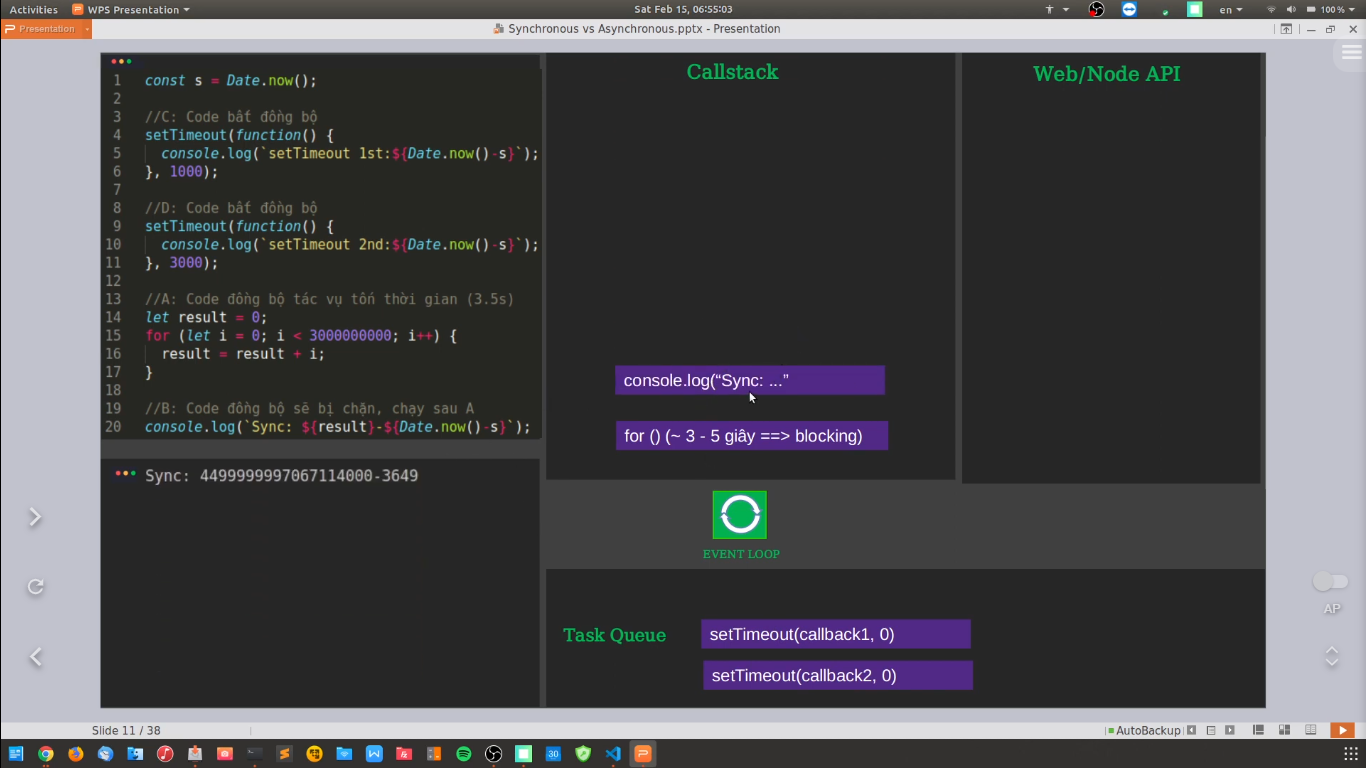 Activities
WPS Presentation
Sat Feb 15, 06:55:03
en
100 %
Presentation
Synchronous vs Asynchronous.pptx - Presentation
1 const s = Date.now();
2
3 //C: Code bất đồng bộ
4 setTimeout(function() {
5 console.log(`setTimeout 1st:${Date.now()-s}`);
6 }, 1000);
7
8 //D: Code bất đồng bộ
9 setTimeout(function() {
10 console.log(`setTimeout 2nd:${Date.now()-s}`);
11 }, 3000);
12
13 //A: Code đồng bộ tác vụ tốn thời gian (3.5s)
14 let result = 0;
15 for (let i = 0; i < 3000000000; i++) {
16 result = result + i;
17 }
18
19 //B: Code đồng bộ sẽ bị chặn, chạy sau A
20 console.log(`Sync: ${result}-${Date.now()-s}`);
Sync: 4499999997067114000-3649
Callstack
console.log(“Sync: ...”
for () (~ 3 - 5 giây ==> blocking)
Web/Node API
EVENT LOOP
Task Queue
setTimeout(callback1, 0)
setTimeout(callback2, 0)
AP
Slide 11 / 38
AutoBackup
30